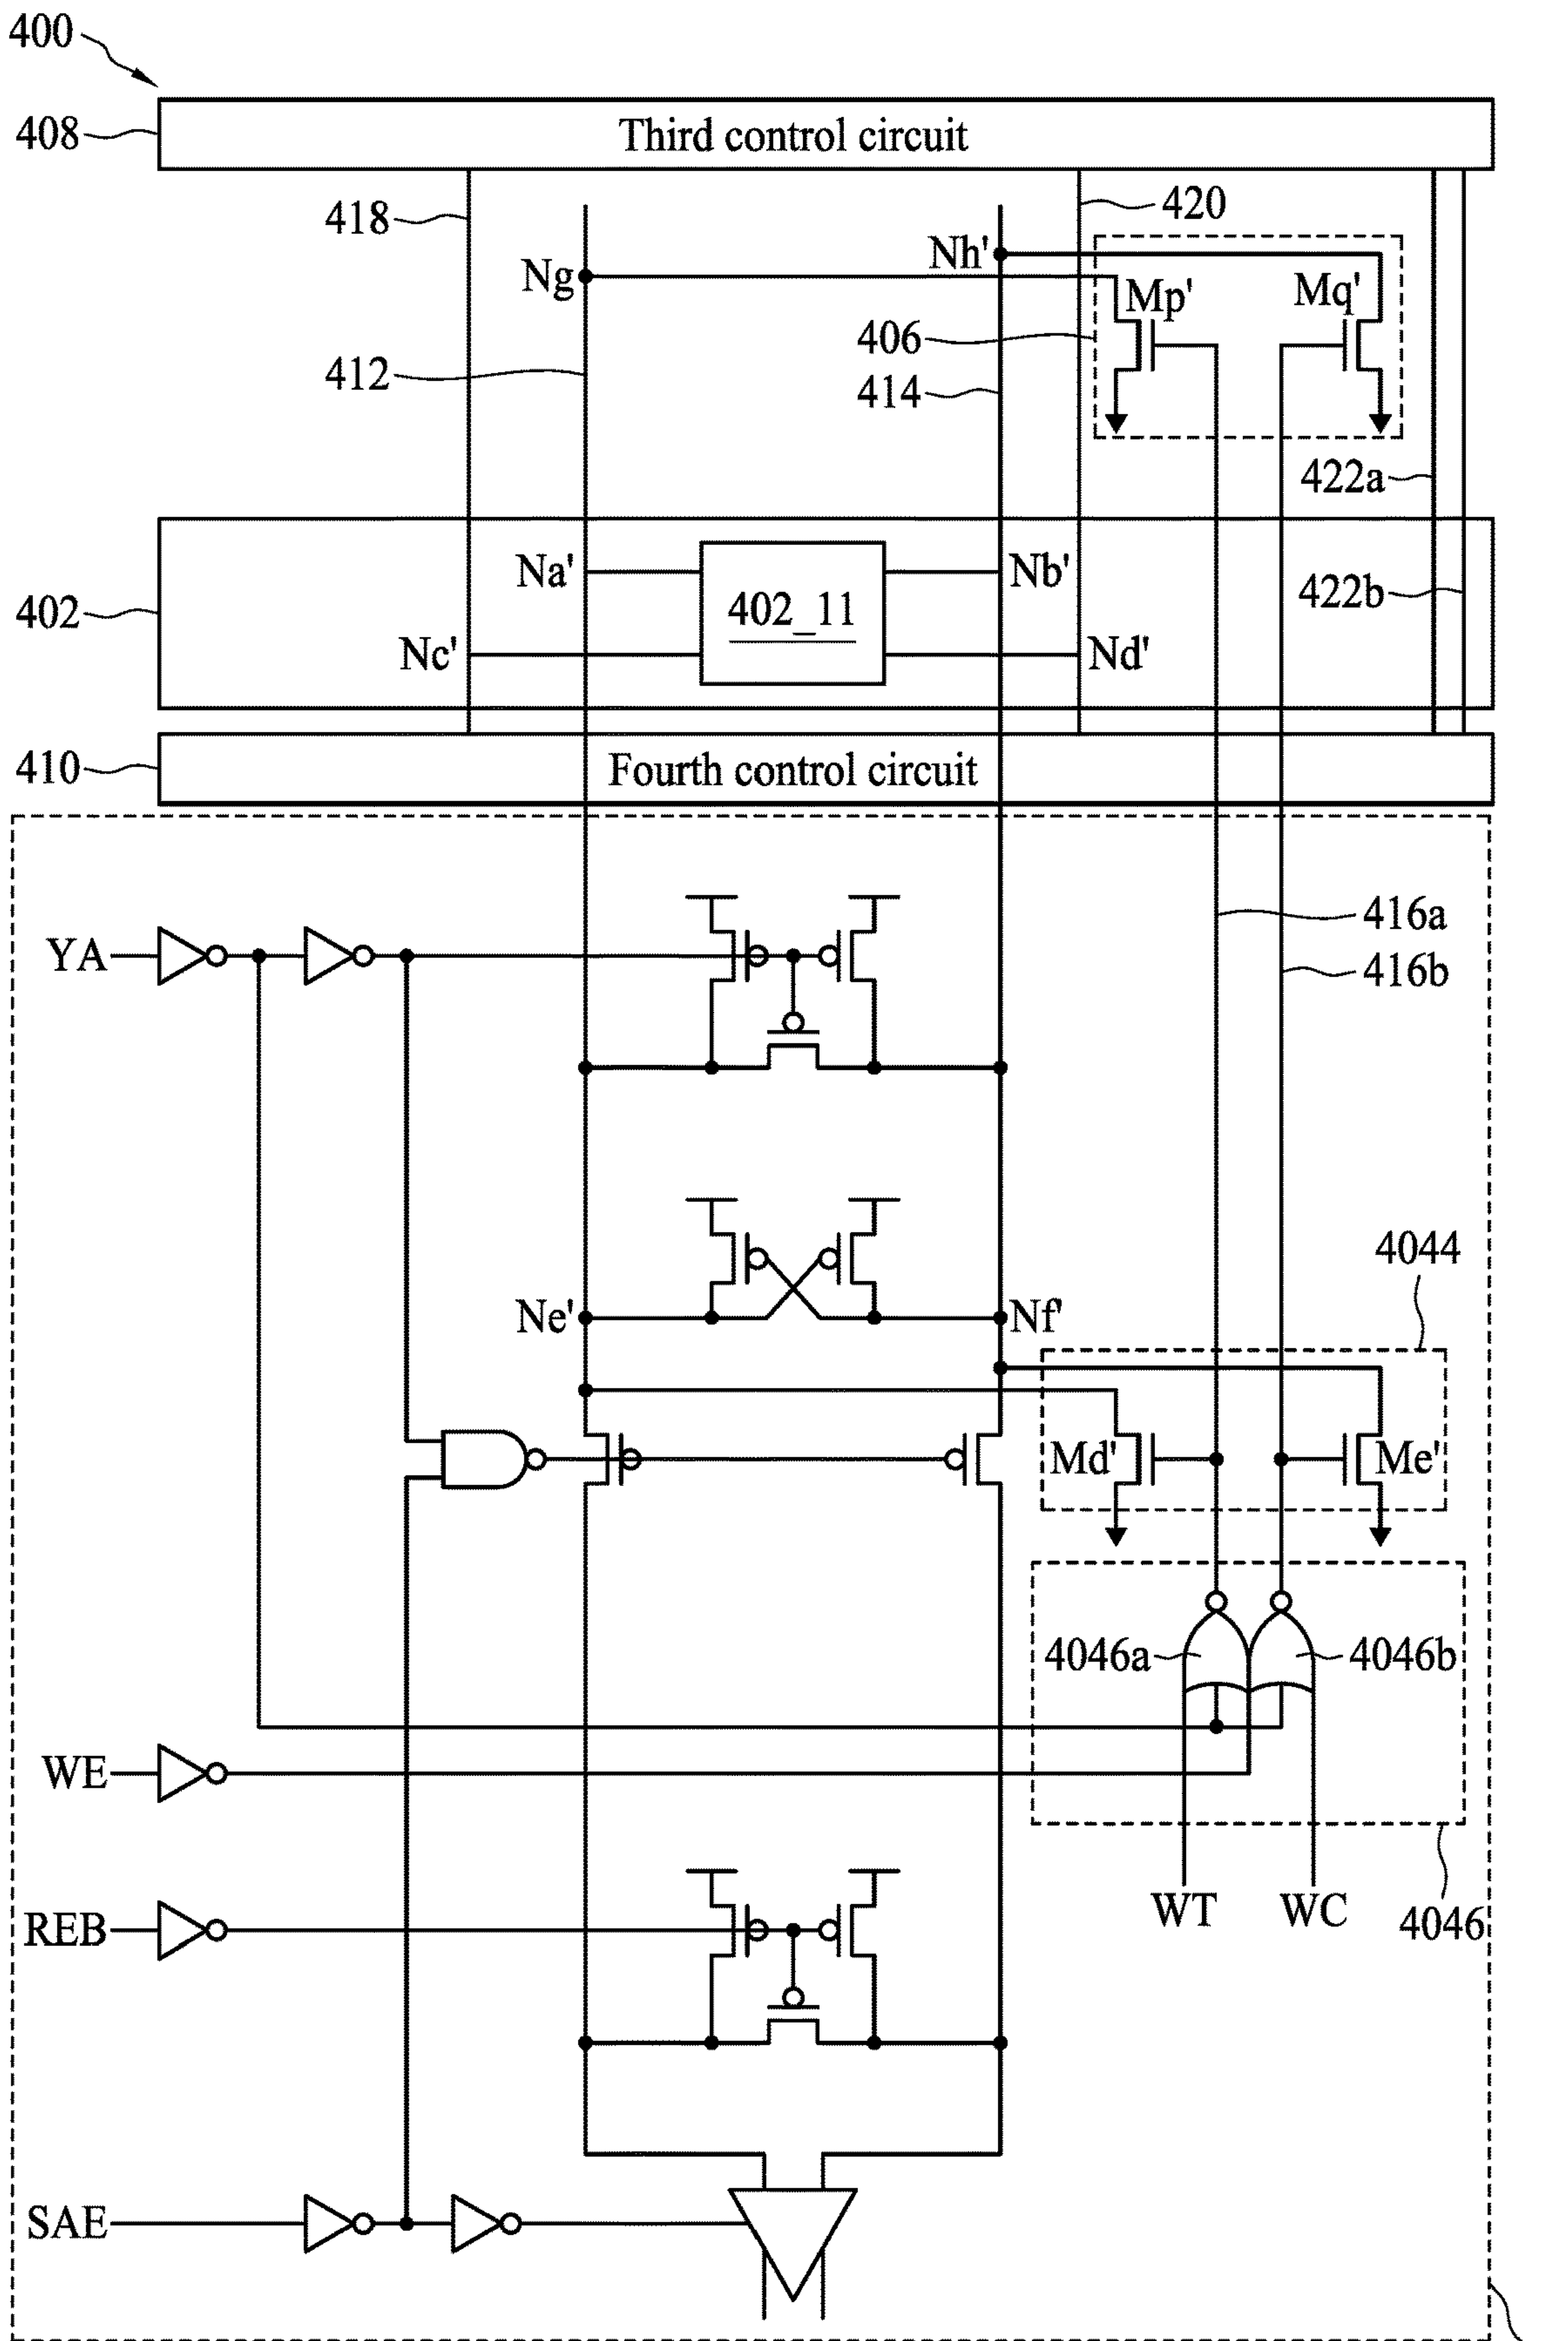 400
408
Third control circuit
418
420
Nh'
Ng
Mp'
Mq'
406
412
414
422a
Na'
Nb'
402_11
422b
402
Nc'
Nd'
410
Fourth control circuit
YA
416a
416b
4044
Ne'
Nf'
Md'
Me'
4046a
4046b
WE
WT
WC
REB
4046
SAE